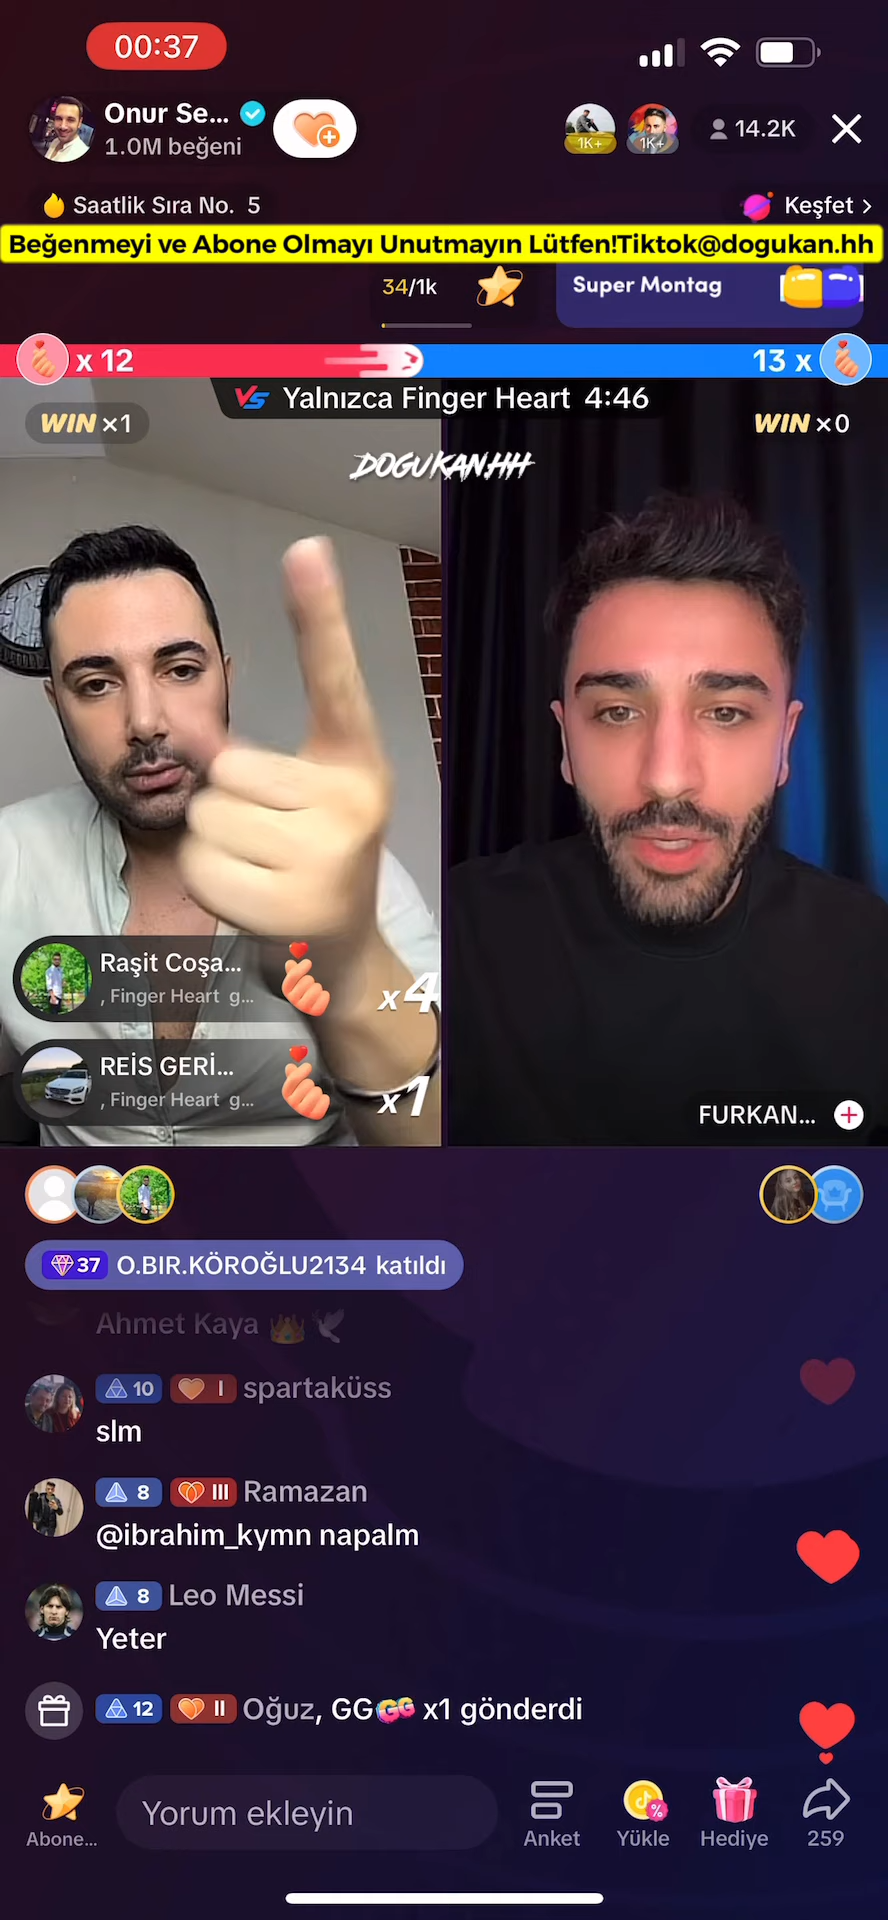 00:37
Onur Se...
1.0M beğeni
1K+
1K+
14.2K
Saatlik Sıra No. 5
Keşfet >
Beğenmeyi ve Abone Olmayı Unutmayın Lütfen!Tiktok@dogukan.hh
34/1k
Super Montag
x 12
13 x
VS Yalnızca Finger Heart 4:46
WIN x1
WIN x0
DOGUKAN.HH
Raşit Coşa...
, Finger Heart g...
x4
REİS GERİ...
, Finger Heart g...
x1
FURKAN...
37 O.BIR.KÖROĞLU2134 katıldı
Ahmet Kaya
10 I spartaküss
slm
8 III Ramazan
@ibrahim_kymn napalm
8 Leo Messi
Yeter
12 II Oğuz, GG GG x1 gönderdi
Yorum ekleyin
Abone...
Anket
Yükle
Hediye
259